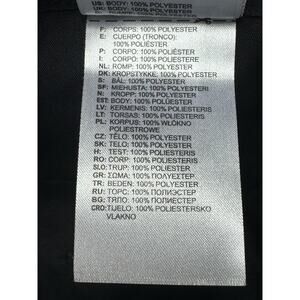 US: BODY: 100% POLYESTER
UK: BODY: 100% POLYESTER
F: CORPS: 100% POLYESTER
E: CUERPO (TRONCO):
100% POLIÉSTER
P: CORPO: 100% POLIÉSTER
I: CORPO: 100% POLIESTERE
NL: ROMP: 100% POLYESTER
DK: KROPSTYKKE: 100% POLYESTER
S: BÅL: 100% POLYESTER
SF: MIEHUSTA: 100% POLYESTERI
N: KROPP: 100% POLYESTER
EST: BODY: 100% POLÜESTER
LV: ĶERMENIS: 100% POLIESTERIS
LT: TORSAS: 100% POLIESTERIS
PL: KORPUS: 100% WŁÓKNO
POLIESTROWE
CZ: TĚLO: 100% POLYESTER
SK: TELO: 100% POLYESTER
H: TEST: 100% POLIÉSZTER
RO: CORP: 100% POLIESTER
SLO: TRUP: 100% POLIESTER
GR: ΣΩΜΑ: 100% ΠΟΛΥΕΣΤΕΡ
TR: BEDEN: 100% POLYESTER
RU: ТОРС: 100% ПОЛИЭСТЕР
BG: ТЯЛО: 100% ПОЛИЕСТЕР
CRO: TIJELO: 100% POLIESTERSKO
VLAKNO